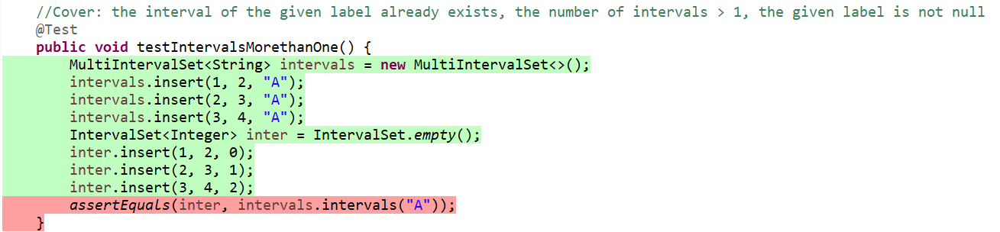 //Cover: the interval of the given label already exists, the number of intervals > 1, the given label is not null
@Test
public void testIntervalsMorethanOne() {
MultiIntervalSet<String> intervals = new MultiIntervalSet<>();
intervals.insert(1, 2, "A");
intervals.insert(2, 3, "A");
intervals.insert(3, 4, "A");
IntervalSet<Integer> inter = IntervalSet.empty();
inter.insert(1, 2, 0);
inter.insert(2, 3, 1);
inter.insert(3, 4, 2);
assertEquals(inter, intervals.intervals("A"));
}